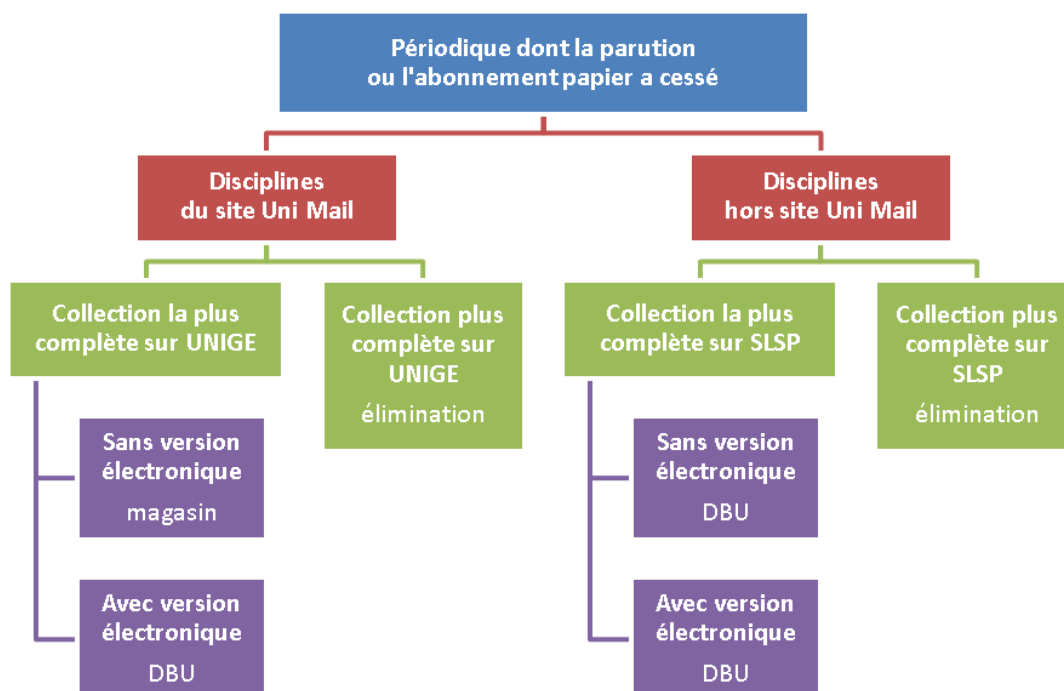 Périodique dont la parution
ou l'abonnement papier a cessé
Disciplines
du site Uni Mail
Disciplines
hors site Uni Mail
Collection la plus
complète sur UNIGE
Collection plus
complète sur
UNIGE
élimination
Collection la plus
complète sur SLSP
Collection plus
complète sur
SLSP
élimination
Sans version
électronique
magasin
Avec version
électronique
DBU
Sans version
électronique
DBU
Avec version
électronique
DBU